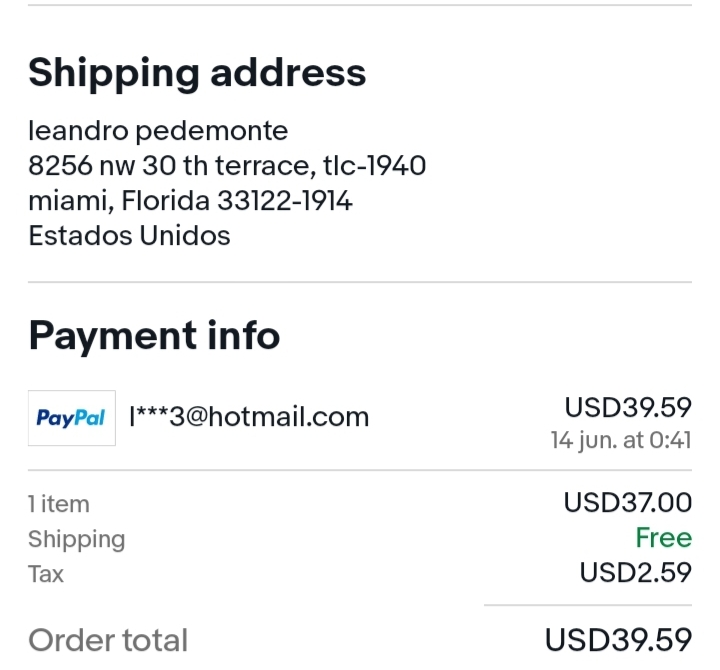 Shipping address
leandro pedemonte
8256 nw 30 th terrace, tlc-1940
miami, Florida 33122-1914
Estados Unidos
Payment info
PayPal l***3@hotmail.com USD39.59
14 jun. at 0:41
1 item USD37.00
Shipping Free
Tax USD2.59
Order total USD39.59